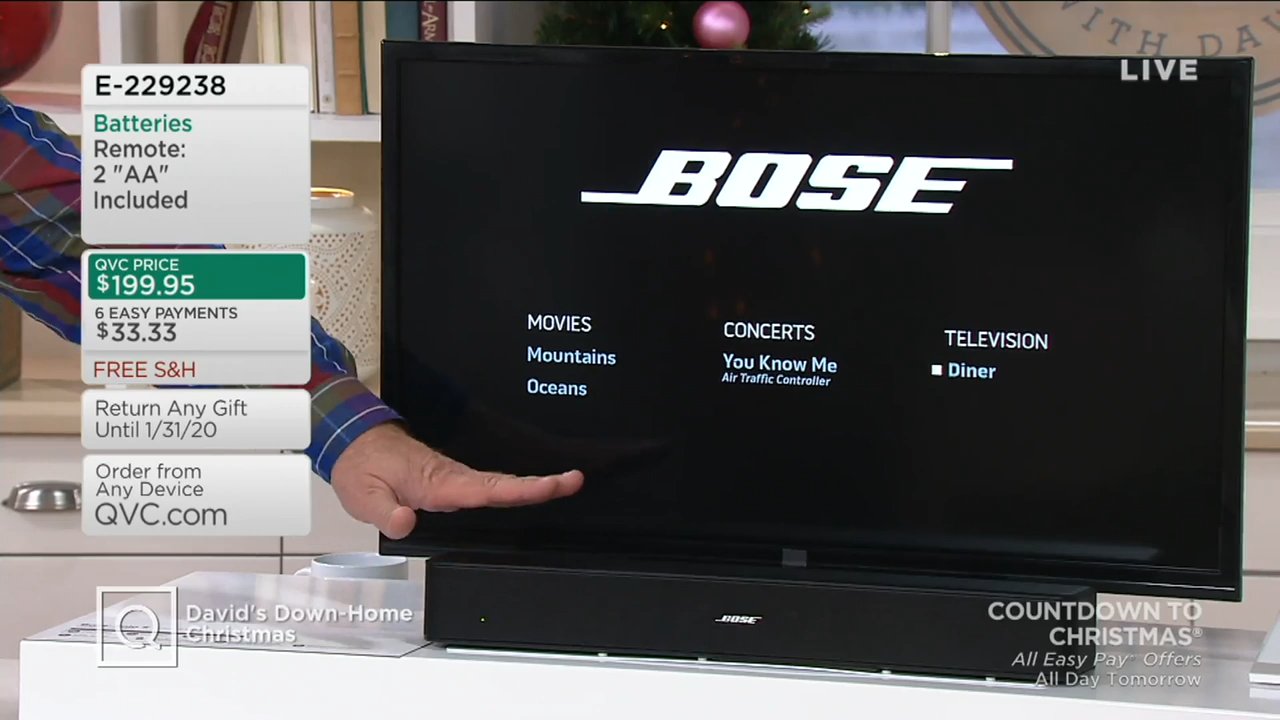 E-229238
Batteries
Remote:
2 "AA"
Included
QVC PRICE
$199.95
6 EASY PAYMENTS
$33.33
FREE S&H
Return Any Gift
Until 1/31/20
Order from
Any Device
QVC.com
WITH DAV
LIVE
BOSE
MOVIES
Mountains
Oceans
CONCERTS
You Know Me
Air Traffic Controller
TELEVISION
Diner
BOSE
Q
David's Down-Home
Christmas
COUNTDOWN TO
CHRISTMAS®
All Easy Pay® Offers
All Day Tomorrow